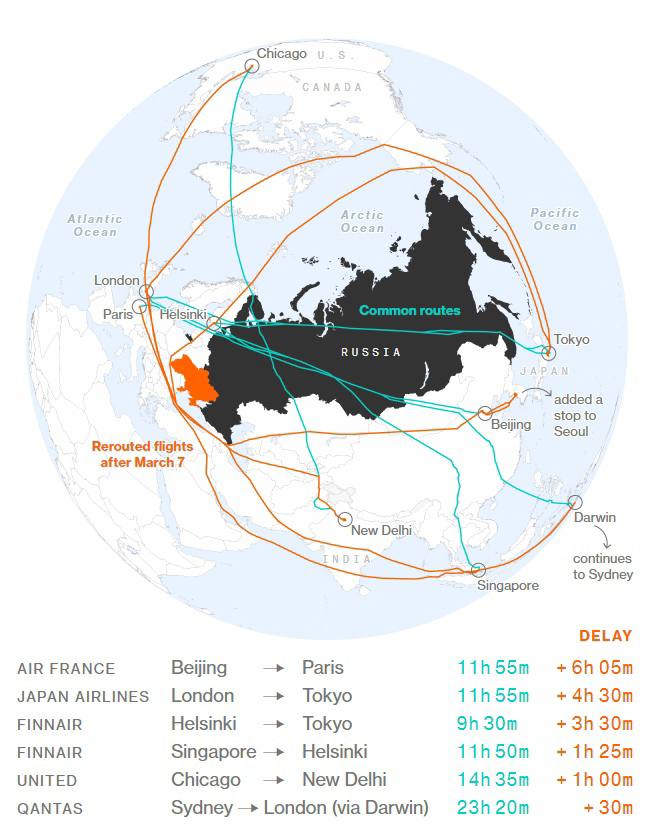 Chicago
U.S.
CANADA
Atlantic
Ocean
Arctic
Ocean
Pacific
Ocean
London
Paris
Helsinki
Common routes
RUSSIA
Tokyo
JAPAN
added a
stop to
Seoul
Beijing
Rerouted flights
after March 7
New Delhi
INDIA
Darwin
continues
to Sydney
Singapore
DELAY
AIR FRANCE Beijing → Paris 11h 55m + 6h 05m
JAPAN AIRLINES London → Tokyo 11h 55m + 4h 30m
FINNAIR Helsinki → Tokyo 9h 30m + 3h 30m
FINNAIR Singapore → Helsinki 11h 50m + 1h 25m
UNITED Chicago → New Delhi 14h 35m + 1h 00m
QANTAS Sydney → London (via Darwin) 23h 20m + 30m